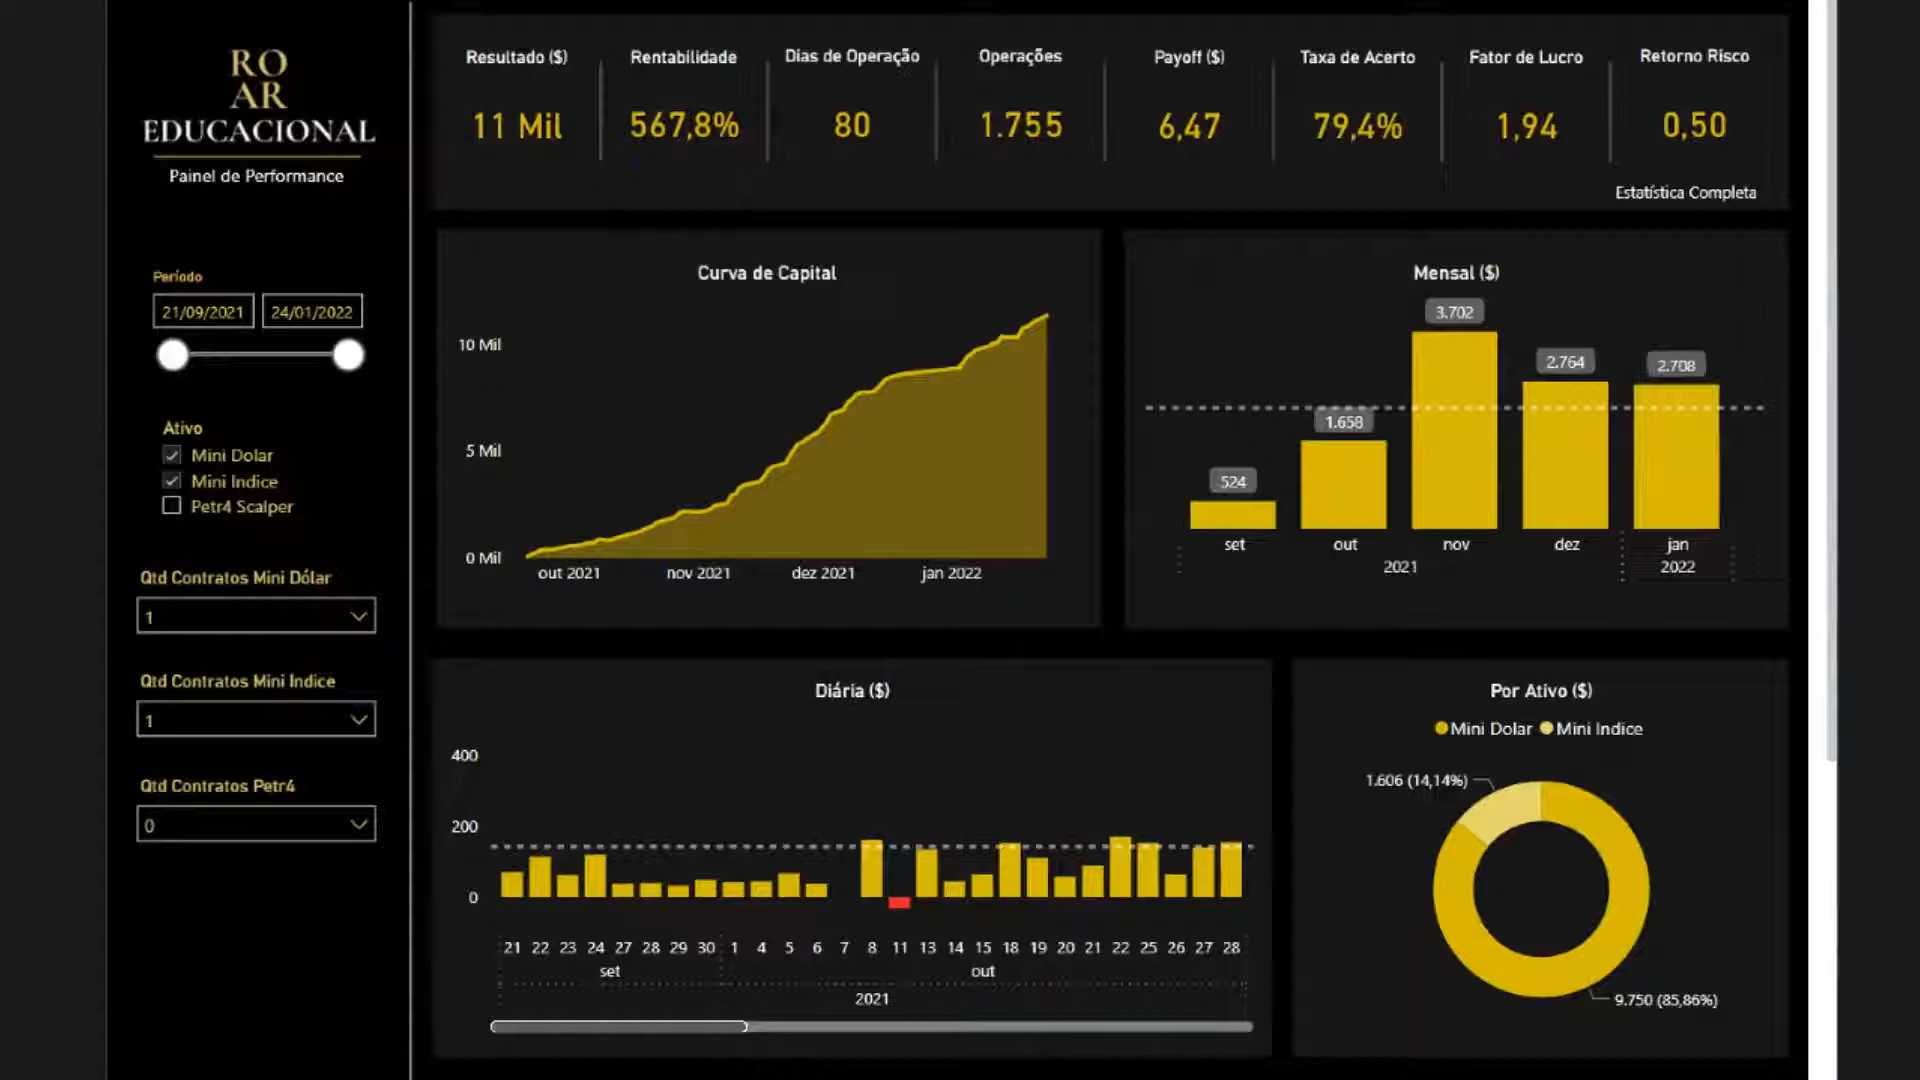 RO
AR
EDUCACIONAL
Painel de Performance
Período
21/09/2021 24/01/2022
Ativo
Mini Dolar
Mini Indice
Petr4 Scalper
Qtd Contratos Mini Dólar
1
Qtd Contratos Mini Indice
1
Qtd Contratos Petr4
0
Resultado ($) Rentabilidade Dias de Operação Operações Payoff ($) Taxa de Acerto Fator de Lucro Retorno Risco
11 Mil 567,8% 80 1.755 6,47 79,4% 1,94 0,50
Estatística Completa
Curva de Capital
10 Mil
5 Mil
0 Mil
out 2021 nov 2021 dez 2021 jan 2022
Mensal ($)
3.702
2.764
2.708
1.658
524
set out nov dez jan
2021 2022
Diária ($)
400
200
0
21 22 23 24 27 28 29 30 1 4 5 6 7 8 11 13 14 15 18 19 20 21 22 25 26 27 28
set out
2021
Por Ativo ($)
Mini Dolar Mini Indice
1.606 (14,14%)
9.750 (85,86%)